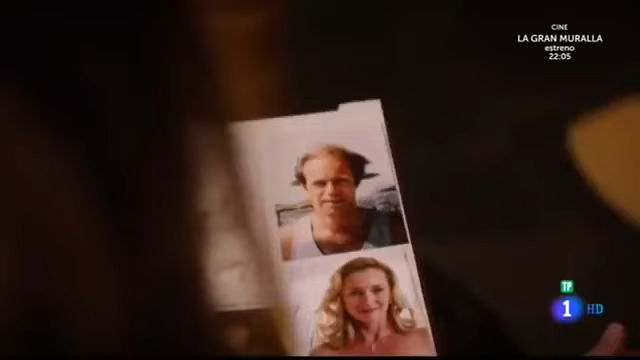 CINE
LA GRAN MURALLA
estreno
22:05
TP
1 HD